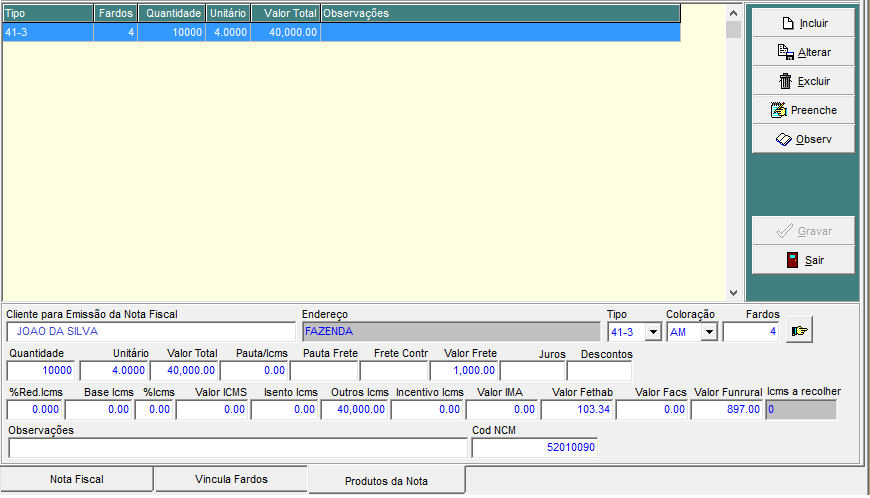 Tipo Fardos Quantidade Unitário Valor Total Observações
41-3 4 10000 4.0000 40,000.00
Incluir
Alterar
Excluir
Preenche
Observ
Gravar
Sair
Cliente para Emissão da Nota Fiscal Endereço Tipo Coloração Fardos
JOAO DA SILVA FAZENDA 41-3 AM 4
Quantidade Unitário Valor Total Pauta/Icms Pauta Frete Frete Contr Valor Frete Juros Descontos
10000 4.0000 40,000.00 0.00 1,000.00
%Red.Icms Base Icms %Icms Valor ICMS Isento Icms Outros Icms Incentivo Icms Valor IMA Valor Fethab Valor Facs Valor Funrural Icms a recolher
0.000 0.00 0.00 0.00 0.00 40,000.00 0.00 0.00 103.34 0.00 897.00 0
Observações Cod NCM
52010090
Nota Fiscal Vincula Fardos Produtos da Nota